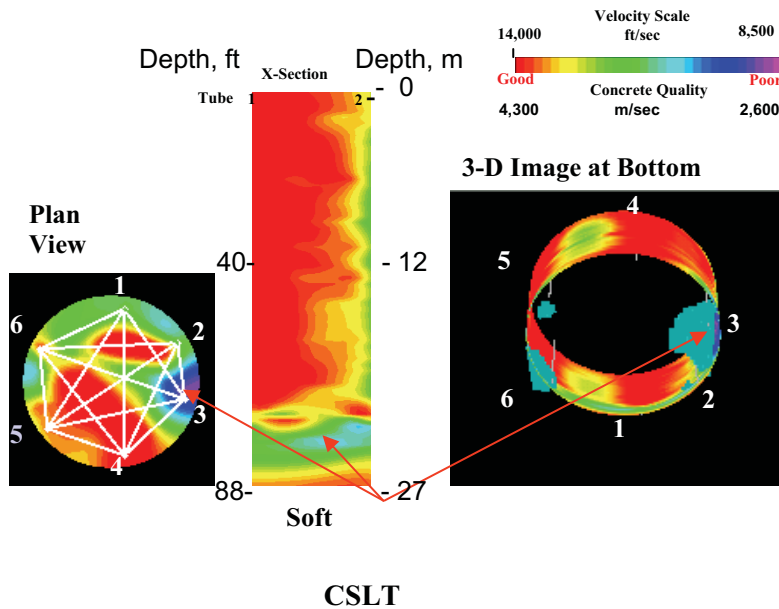 Velocity Scale
14,000 ft/sec 8,500
Good Poor
Concrete Quality
4,300 m/sec 2,600
Depth, ft Depth, m
X-Section
Tube 1 2 - 0
40- - 12
88- - 27
Soft
Plan
View
1
6
2
3
5
4
3-D Image at Bottom
4
5
3
6
2
1
CSLT